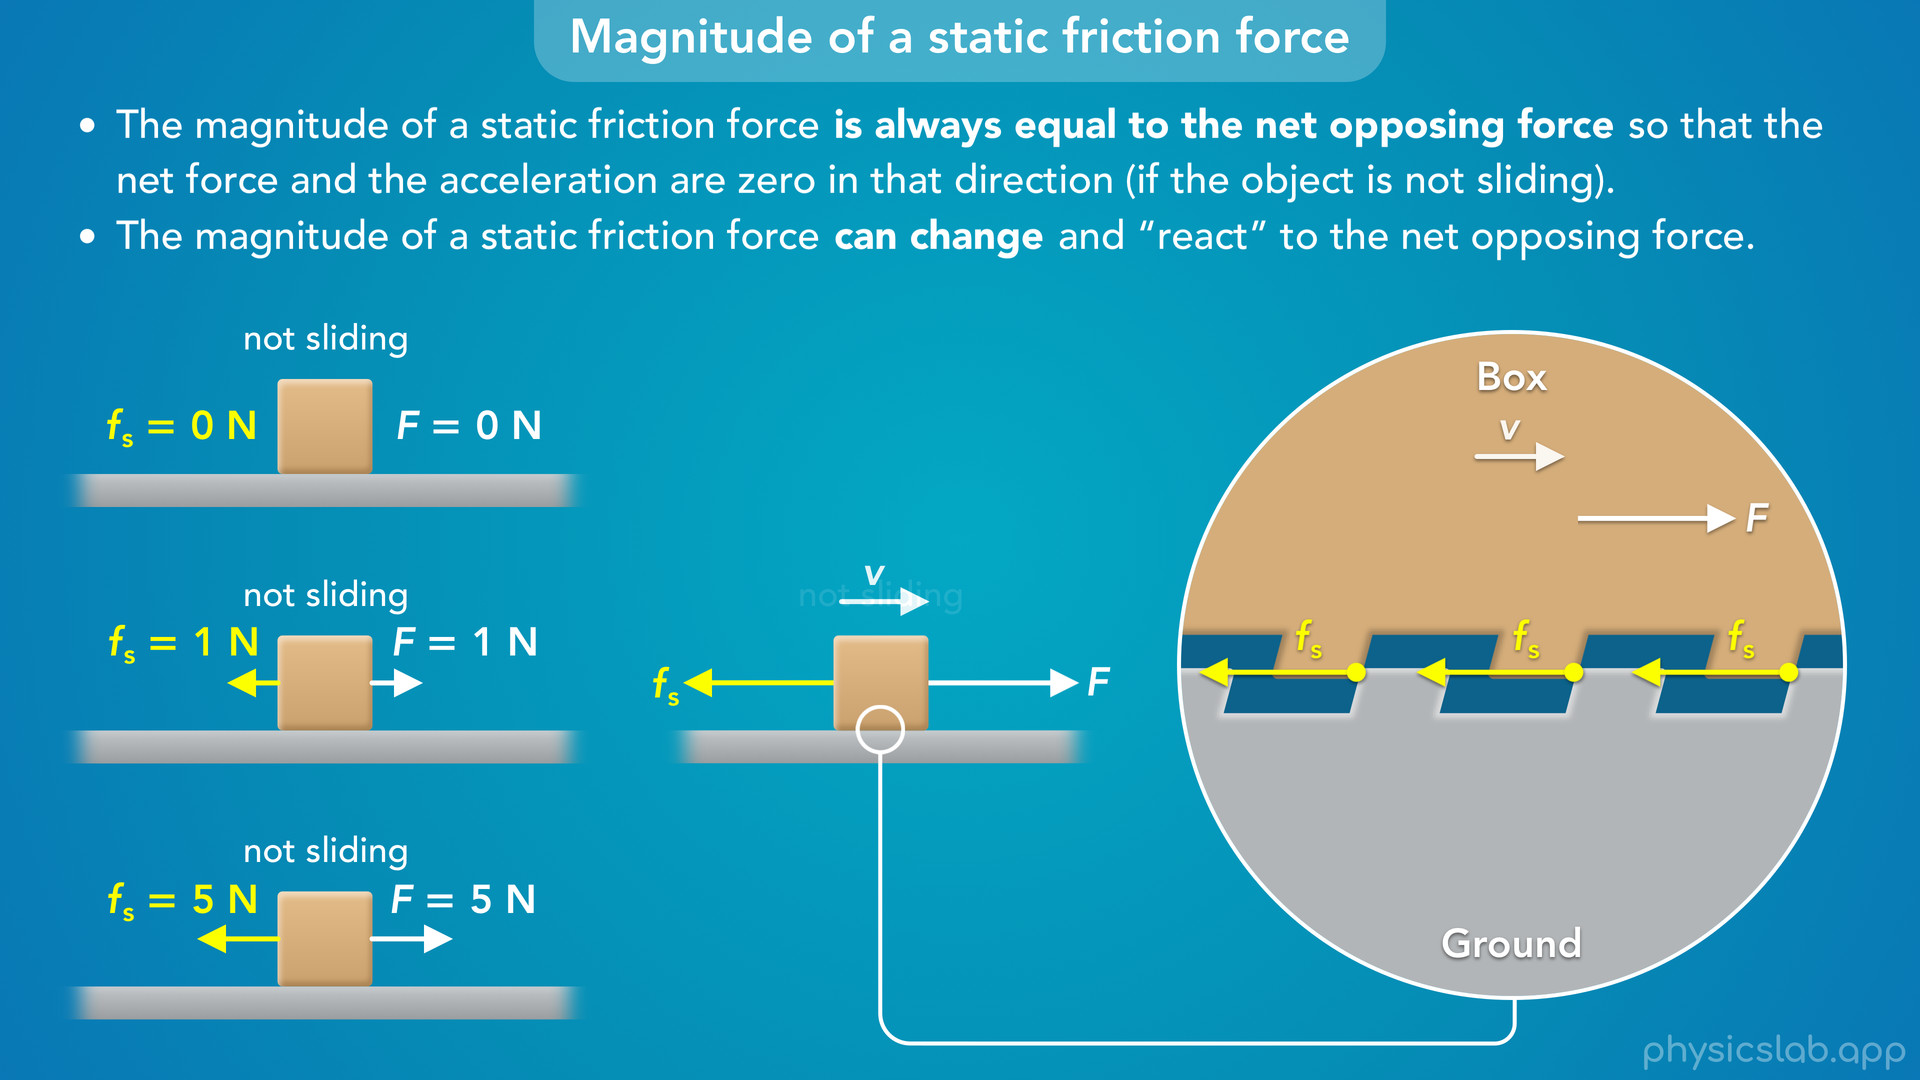 Magnitude of a static friction force
• The magnitude of a static friction force is always equal to the net opposing force so that the
net force and the acceleration are zero in that direction (if the object is not sliding).
• The magnitude of a static friction force can change and “react” to the net opposing force.
not sliding
fs = 0 N F = 0 N
not sliding
fs = 1 N F = 1 N
not sliding
fs = 5 N F = 5 N
v
not sliding
fs F
Box
v
F
fs fs fs
Ground
physicslab.app